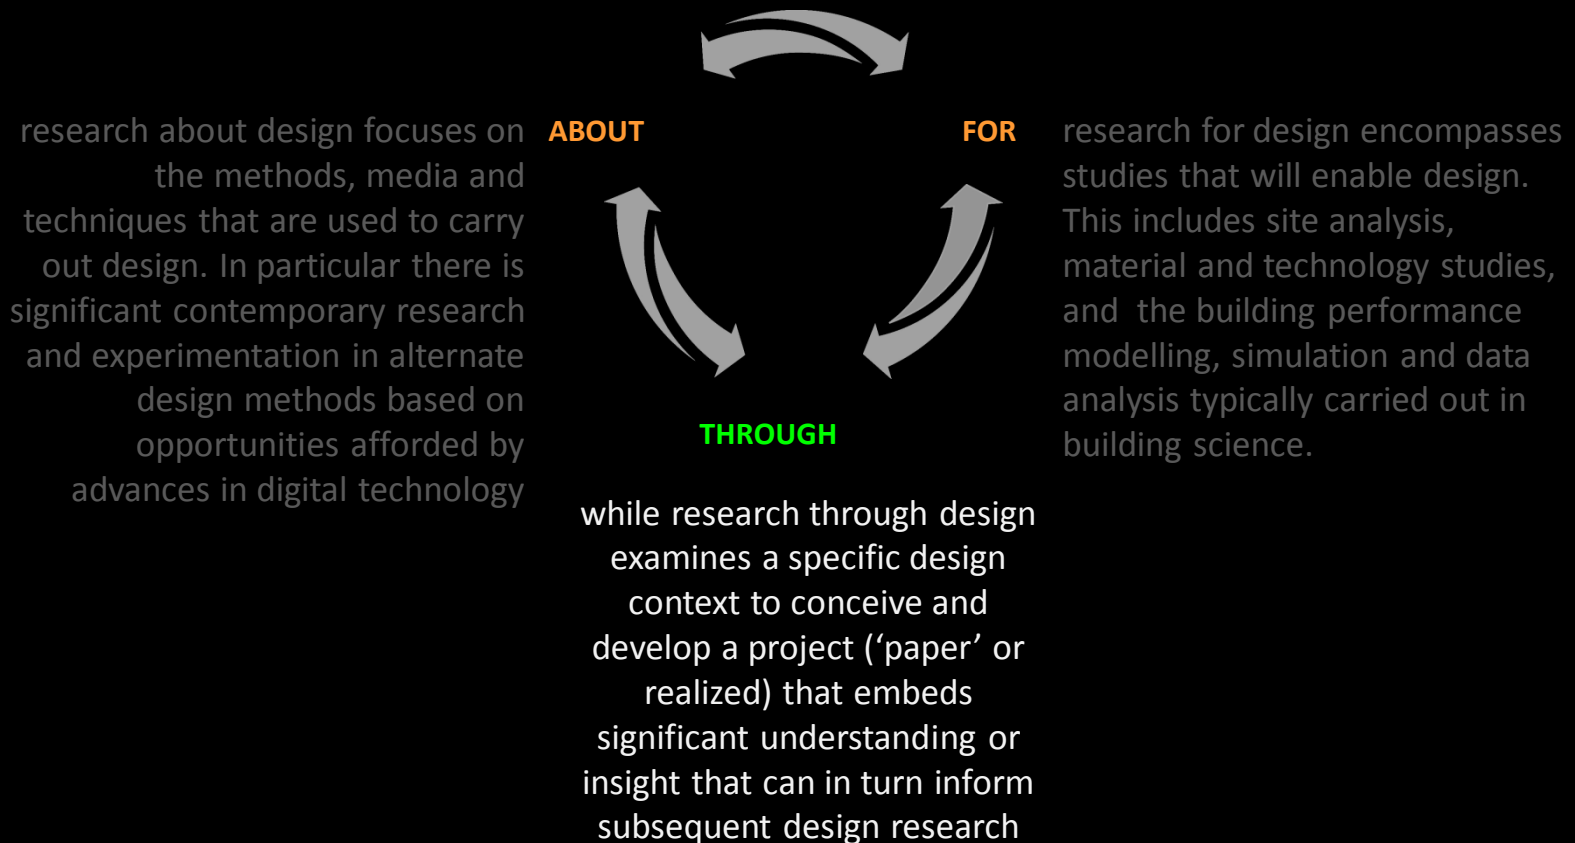 ABOUT
research about design focuses on
the methods, media and
techniques that are used to carry
out design. In particular there is
significant contemporary research
and experimentation in alternate
design methods based on
opportunities afforded by
advances in digital technology
FOR
research for design encompasses
studies that will enable design.
This includes site analysis,
material and technology studies,
and  the building performance
modelling, simulation and data
analysis typically carried out in
building science.
THROUGH
while research through design
examines a specific design
context to conceive and
develop a project (‘paper’ or
realized) that embeds
significant understanding or
insight that can in turn inform
subsequent design research